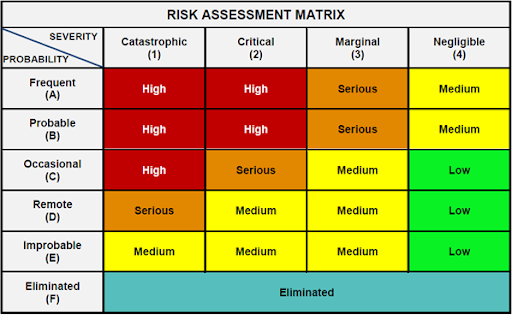 RISK ASSESSMENT MATRIX
SEVERITY
PROBABILITY
Catastrophic
(1)
Critical
(2)
Marginal
(3)
Negligible
(4)
Frequent
(A)
High
High
Serious
Medium
Probable
(B)
High
High
Serious
Medium
Occasional
(C)
High
Serious
Medium
Low
Remote
(D)
Serious
Medium
Medium
Low
Improbable
(E)
Medium
Medium
Medium
Low
Eliminated
(F)
Eliminated